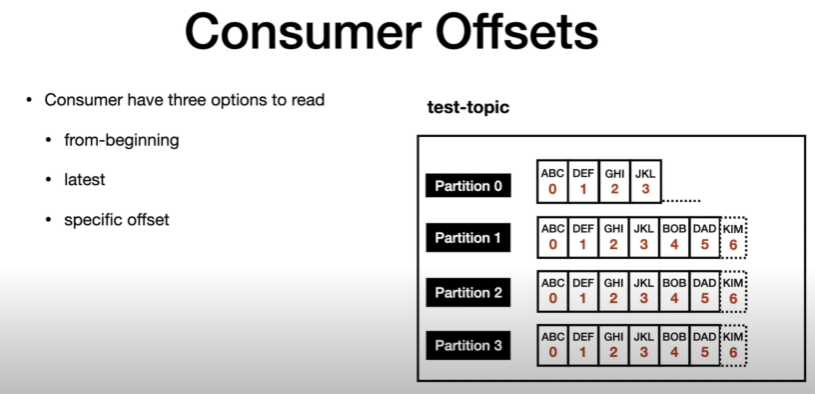 Consumer Offsets
• Consumer have three options to read
• from-beginning
• latest
• specific offset
test-topic
Partition 0
ABC DEF GHI JKL
0 1 2 3
Partition 1
ABC DEF GHI JKL BOB DAD KIM
0 1 2 3 4 5 6
Partition 2
ABC DEF GHI JKL BOB DAD KIM
0 1 2 3 4 5 6
Partition 3
ABC DEF GHI JKL BOB DAD KIM
0 1 2 3 4 5 6